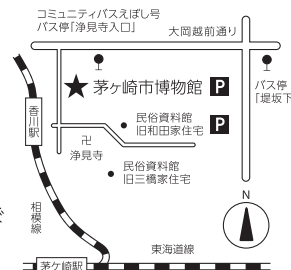 コミュニティバスえぼし号
バス停「浄見寺入口」
大岡越前通り
茅ヶ崎市博物館 P
バス停
「堤坂下
香川駅
民俗資料館
旧和田家住宅 P
卍
浄見寺
民俗資料館
旧三橋家住宅
N
相模線
東海道線
茅ケ崎駅